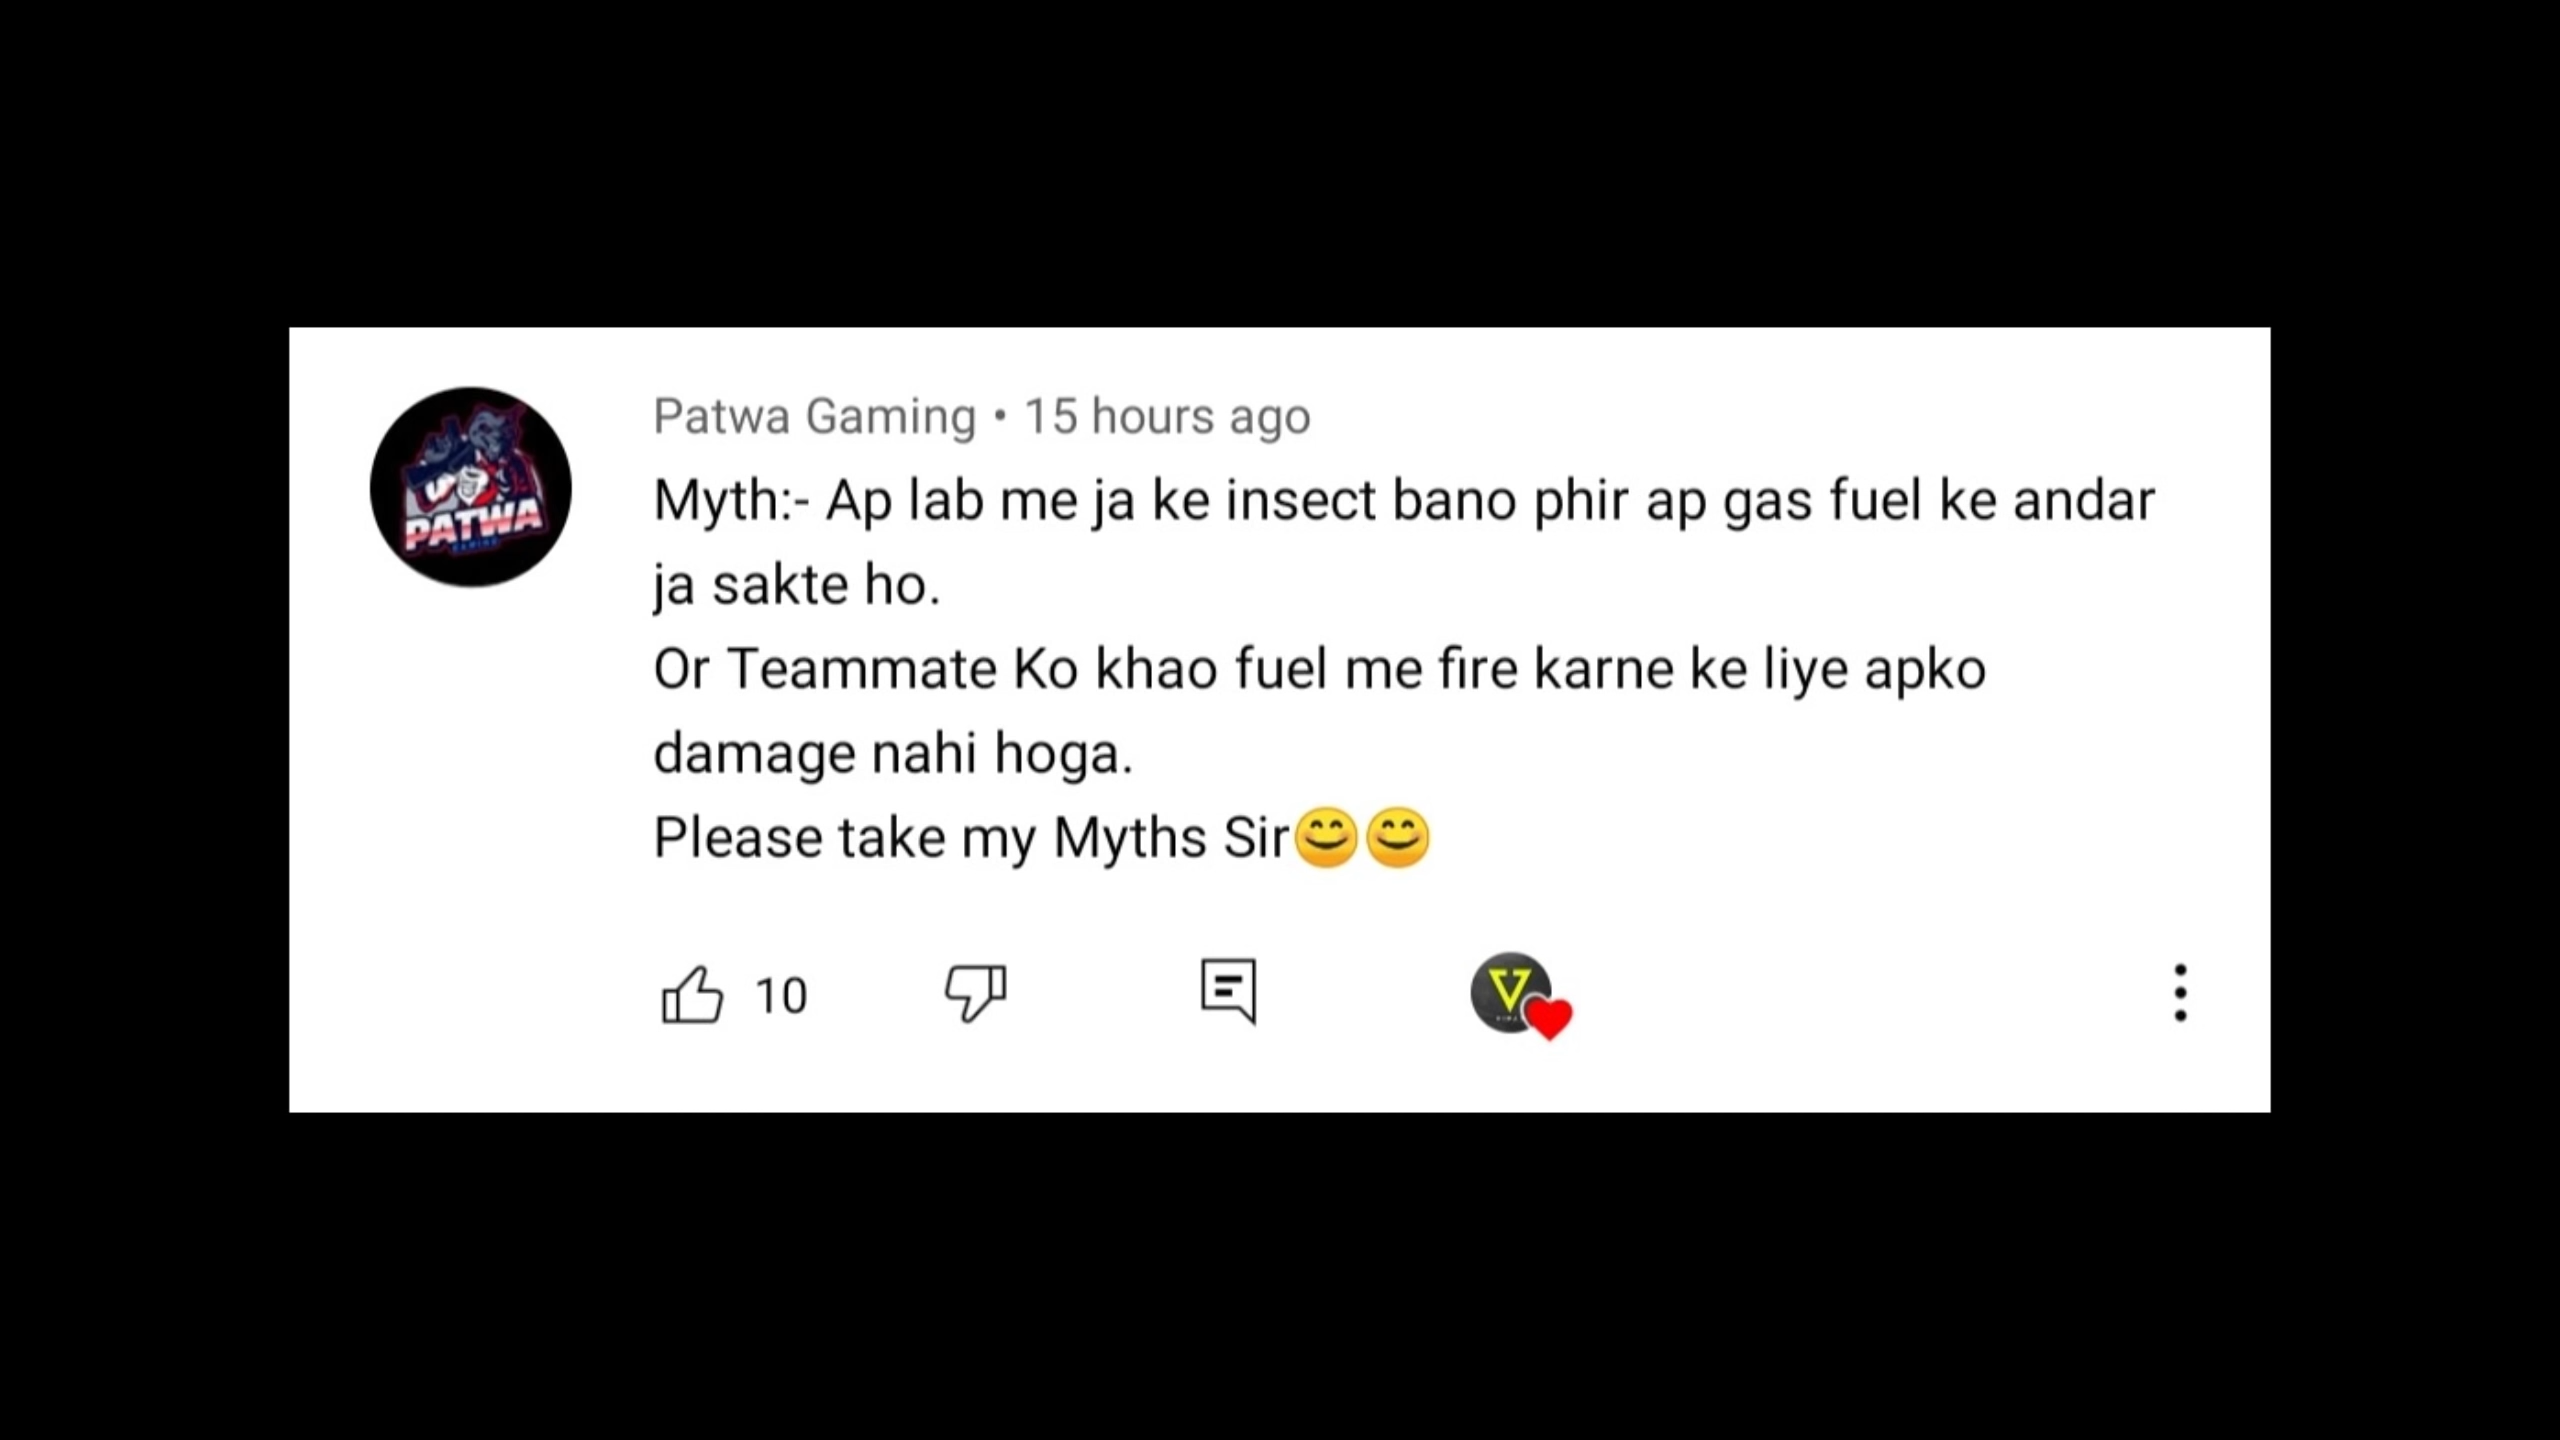 Patwa Gaming • 15 hours ago
Myth:- Ap lab me ja ke insect bano phir ap gas fuel ke andar
ja sakte ho.
Or Teammate Ko khao fuel me fire karne ke liye apko
damage nahi hoga.
Please take my Myths Sir😊😊
10
PATWA
GAMING